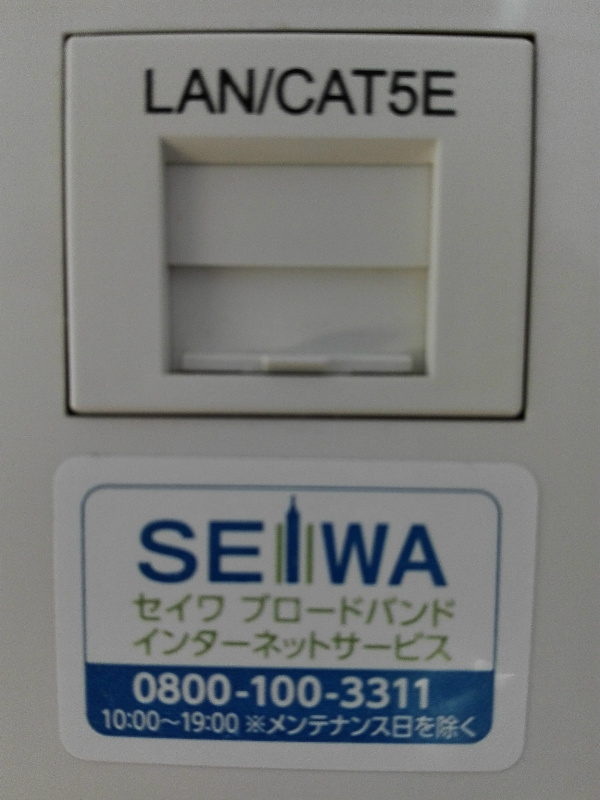 LAN/CAT5E
SEIWA
セイワ ブロードバンド
インターネットサービス
0800-100-3311
10:00～19:00 ※メンテナンス日を除く